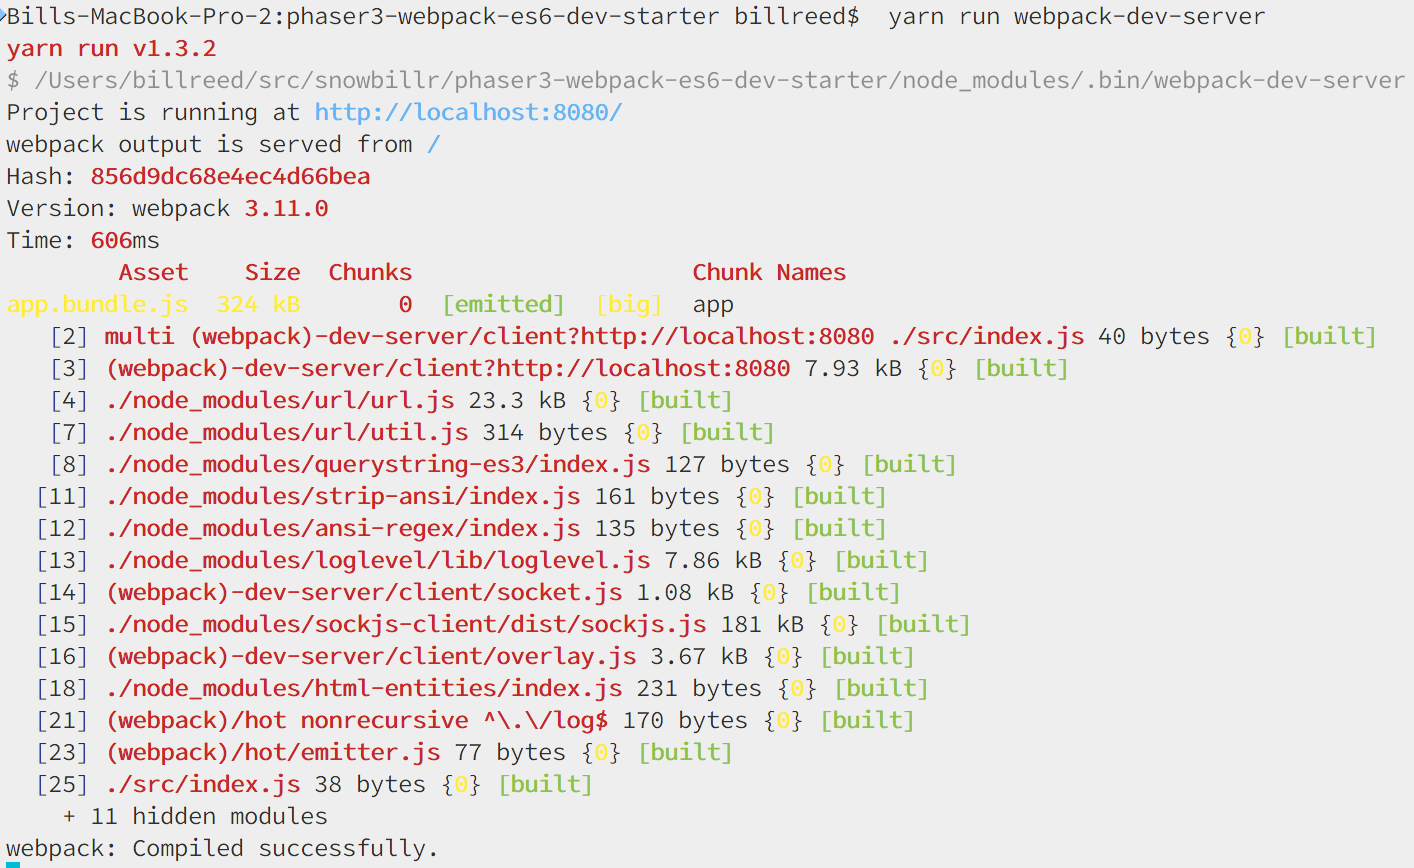 Bills-MacBook-Pro-2:phaser3-webpack-es6-dev-starter billreed$  yarn run webpack-dev-server
yarn run v1.3.2
$ /Users/billreed/src/snowbillr/phaser3-webpack-es6-dev-starter/node_modules/.bin/webpack-dev-server
Project is running at http://localhost:8080/
webpack output is served from /
Hash: 856d9dc68e4ec4d66bea
Version: webpack 3.11.0
Time: 606ms
        Asset    Size  Chunks                    Chunk Names
app.bundle.js  324 kB       0  [emitted]  [big]  app
   [2] multi (webpack)-dev-server/client?http://localhost:8080 ./src/index.js 40 bytes {0} [built]
   [3] (webpack)-dev-server/client?http://localhost:8080 7.93 kB {0} [built]
   [4] ./node_modules/url/url.js 23.3 kB {0} [built]
   [7] ./node_modules/url/util.js 314 bytes {0} [built]
   [8] ./node_modules/querystring-es3/index.js 127 bytes {0} [built]
  [11] ./node_modules/strip-ansi/index.js 161 bytes {0} [built]
  [12] ./node_modules/ansi-regex/index.js 135 bytes {0} [built]
  [13] ./node_modules/loglevel/lib/loglevel.js 7.86 kB {0} [built]
  [14] (webpack)-dev-server/client/socket.js 1.08 kB {0} [built]
  [15] ./node_modules/sockjs-client/dist/sockjs.js 181 kB {0} [built]
  [16] (webpack)-dev-server/client/overlay.js 3.67 kB {0} [built]
  [18] ./node_modules/html-entities/index.js 231 bytes {0} [built]
  [21] (webpack)/hot nonrecursive ^\.\/log$ 170 bytes {0} [built]
  [23] (webpack)/hot/emitter.js 77 bytes {0} [built]
  [25] ./src/index.js 38 bytes {0} [built]
    + 11 hidden modules
webpack: Compiled successfully.